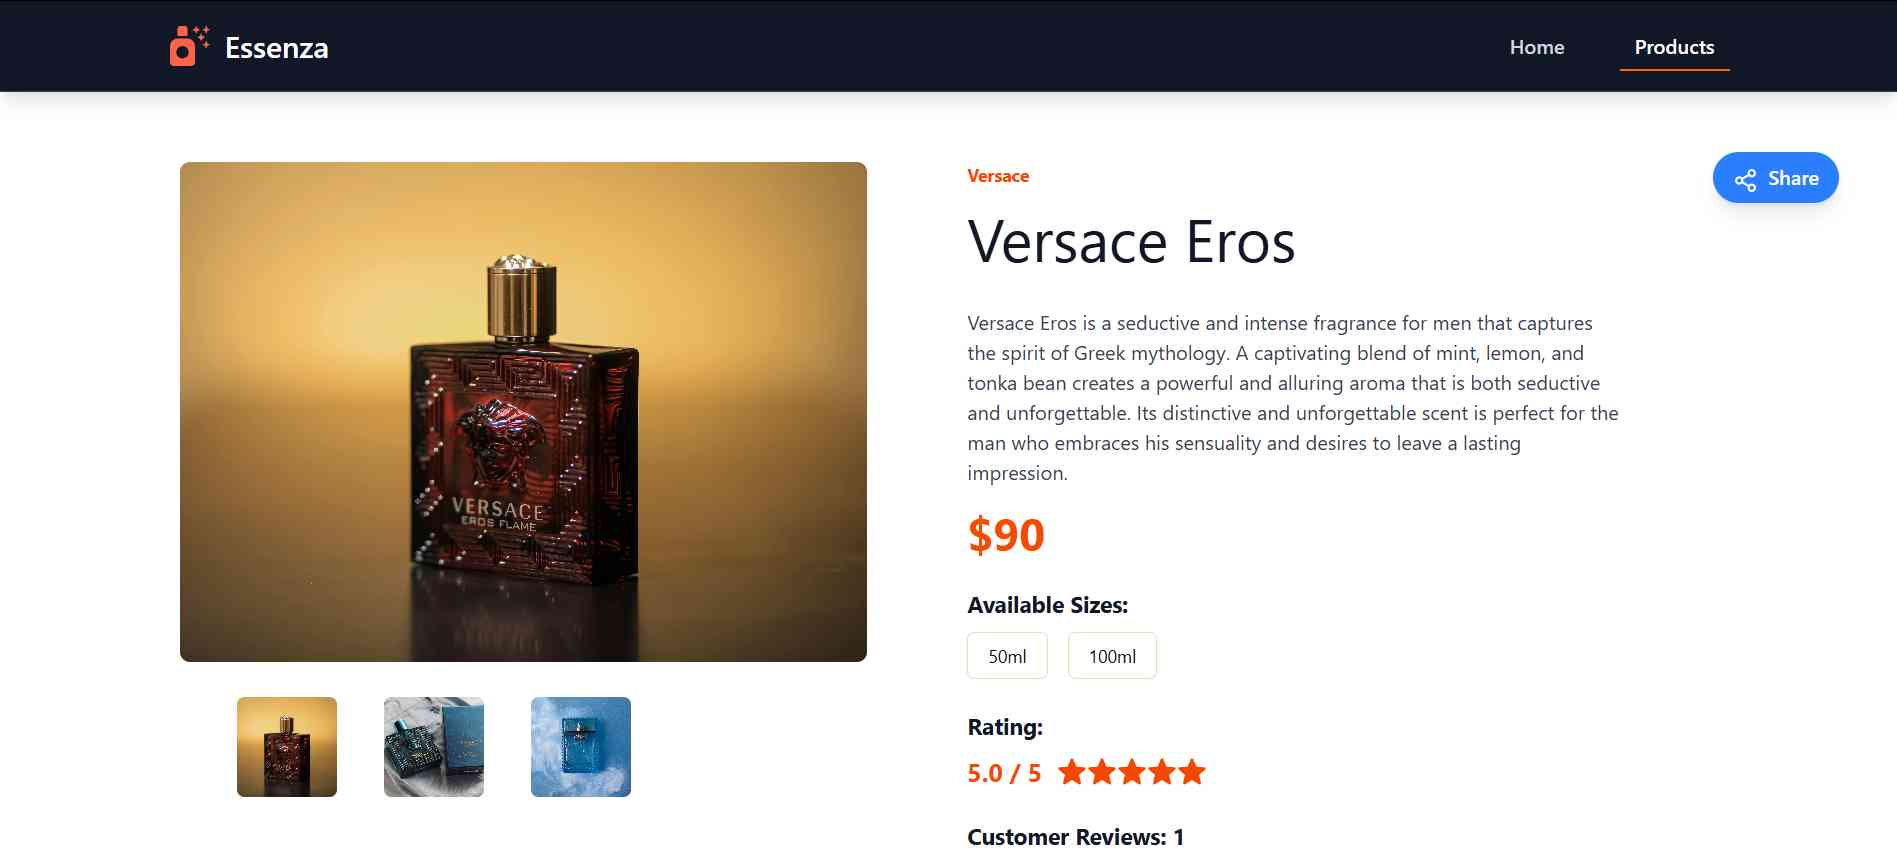 Essenza
Home
Products
Versace
Share
Versace Eros
Versace Eros is a seductive and intense fragrance for men that captures
the spirit of Greek mythology. A captivating blend of mint, lemon, and
tonka bean creates a powerful and alluring aroma that is both seductive
and unforgettable. Its distinctive and unforgettable scent is perfect for the
man who embraces his sensuality and desires to leave a lasting
impression.
$90
Available Sizes:
50ml
100ml
Rating:
5.0 / 5
Customer Reviews: 1
VERSACE
EROS FLAME